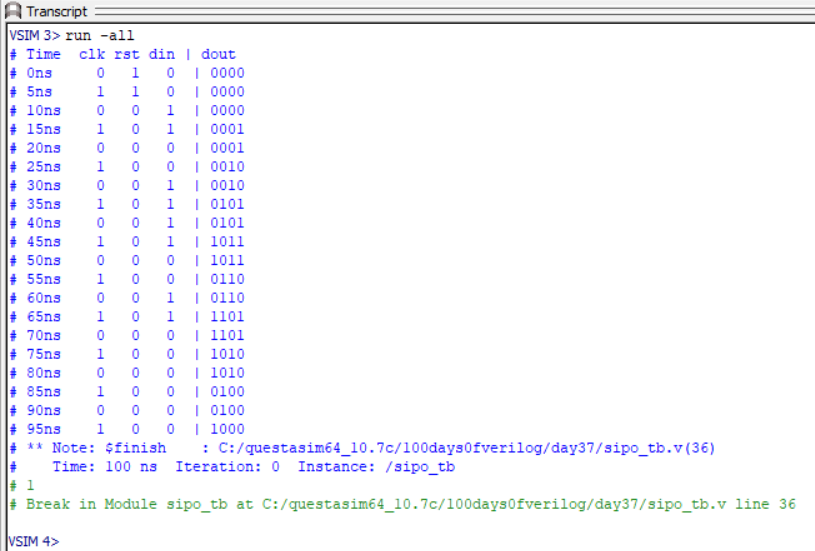 Transcript
VSIM 3> run -all
# Time  clk rst din | dout
# 0ns     0   1   0  | 0000
# 5ns     1   1   0  | 0000
# 10ns    0   0   1  | 0000
# 15ns    1   0   1  | 0001
# 20ns    0   0   0  | 0001
# 25ns    1   0   0  | 0010
# 30ns    0   0   1  | 0010
# 35ns    1   0   1  | 0101
# 40ns    0   0   1  | 0101
# 45ns    1   0   1  | 1011
# 50ns    0   0   0  | 1011
# 55ns    1   0   0  | 0110
# 60ns    0   0   1  | 0110
# 65ns    1   0   1  | 1101
# 70ns    0   0   0  | 1101
# 75ns    1   0   0  | 1010
# 80ns    0   0   0  | 1010
# 85ns    1   0   0  | 0100
# 90ns    0   0   0  | 0100
# 95ns    1   0   0  | 1000
# ** Note: $finish    : C:/questasim64_10.7c/100days0fverilog/day37/sipo_tb.v(36)
#    Time: 100 ns  Iteration: 0  Instance: /sipo_tb
# 1
# Break in Module sipo_tb at C:/questasim64_10.7c/100days0fverilog/day37/sipo_tb.v line 36
VSIM 4>